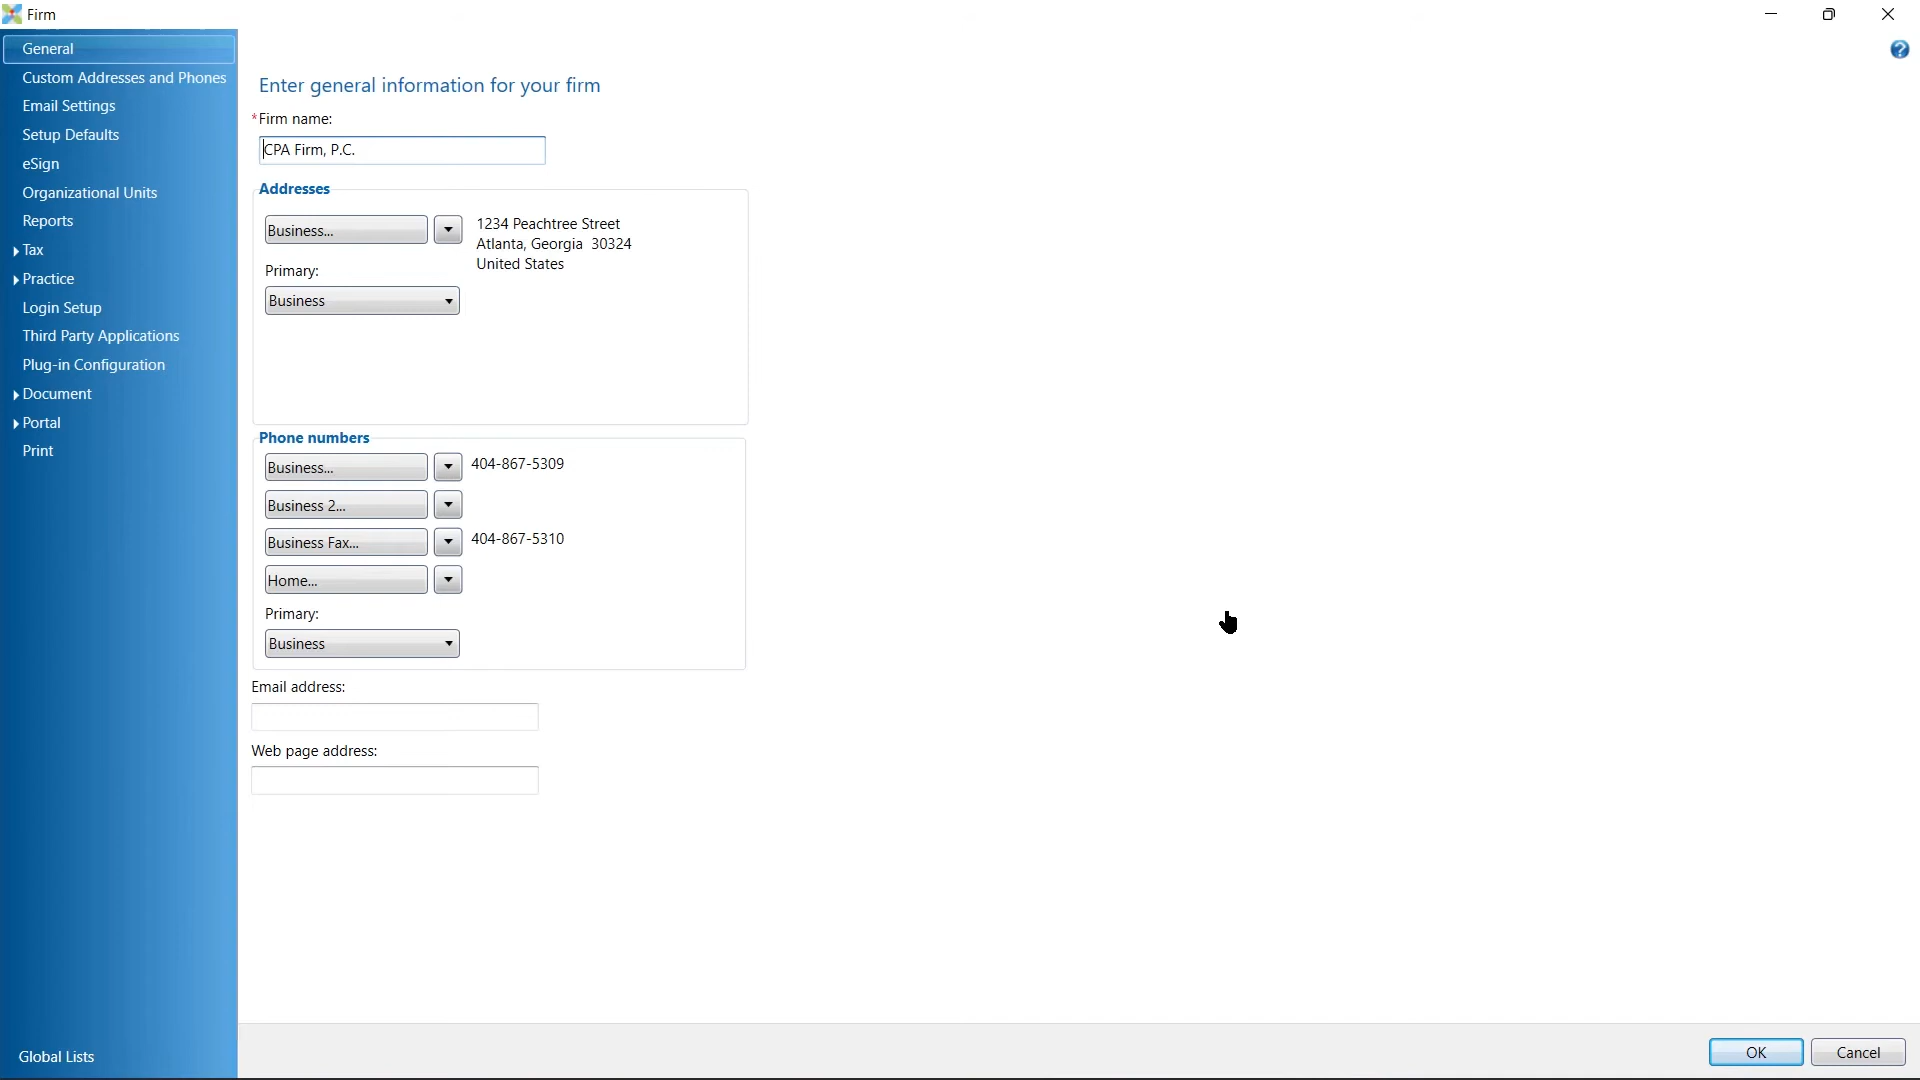 Firm
General
Custom Addresses and Phones
Email Settings
Setup Defaults
eSign
Organizational Units
Reports
Tax
Practice
Login Setup
Third Party Applications
Plug-in Configuration
Document
Portal
Print
Global Lists
?
Enter general information for your firm
*Firm name:
CPA Firm, P.C.
Addresses
Business...
1234 Peachtree Street
Atlanta, Georgia 30324
United States
Primary:
Business
Phone numbers
Business... 404-867-5309
Business 2...
Business Fax... 404-867-5310
Home...
Primary:
Business
Email address:
Web page address:
OK Cancel